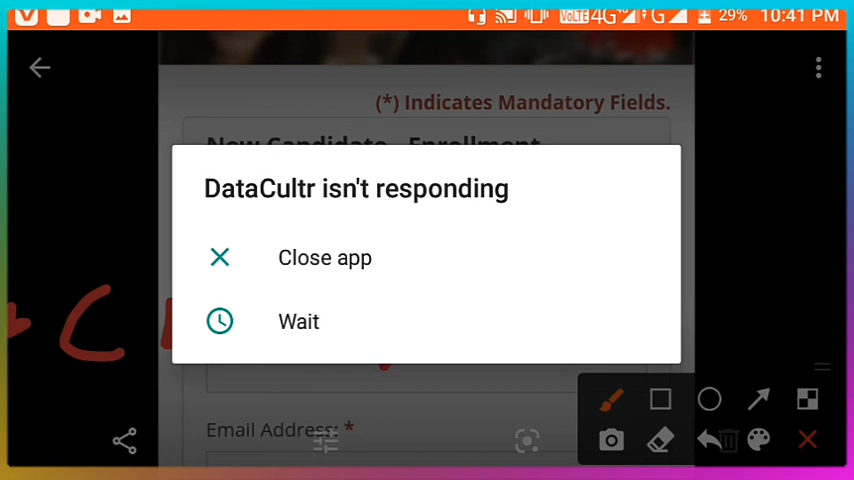 VoLTE 4G 4G G 29% 10:41 PM
(*) Indicates Mandatory Fields.
New Candidate - Enrollment
DataCultr isn't responding
Close app
Wait
C
Email Address: *